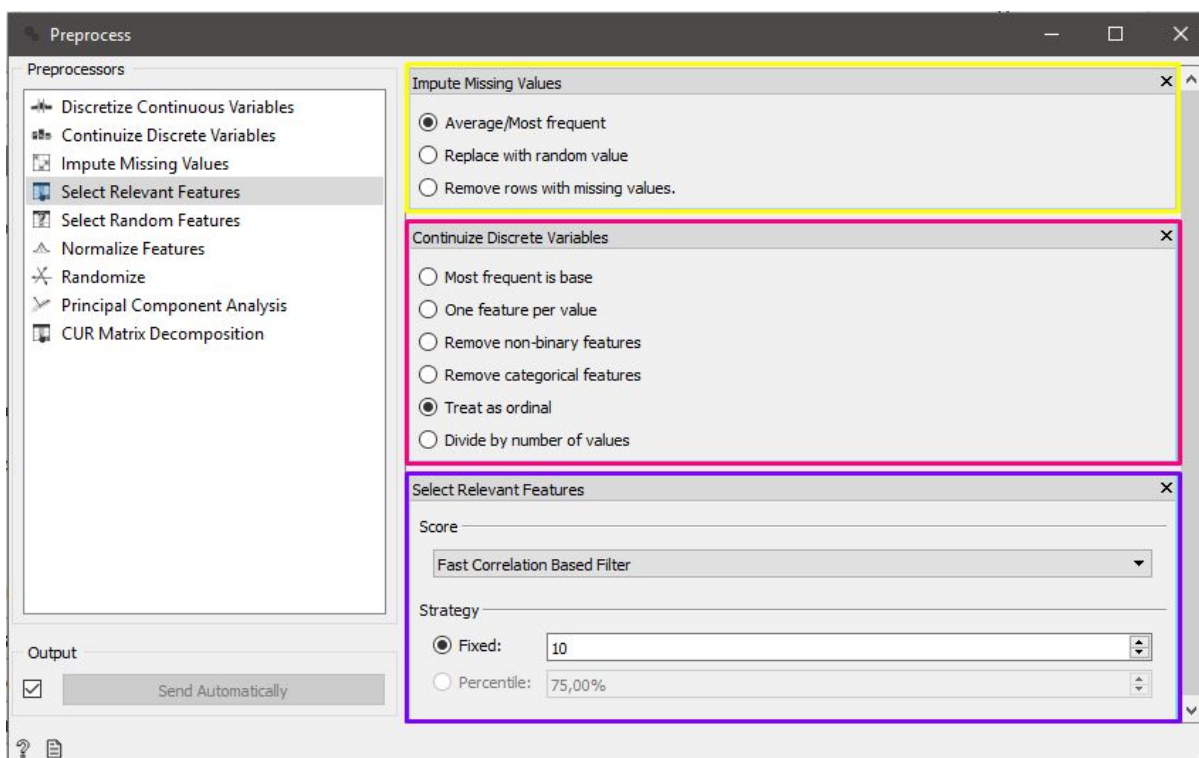 Preprocess
Preprocessors
Discretize Continuous Variables
Continuize Discrete Variables
Impute Missing Values
Select Relevant Features
Select Random Features
Normalize Features
Randomize
Principal Component Analysis
CUR Matrix Decomposition
Output
Send Automatically
Impute Missing Values
Average/Most frequent
Replace with random value
Remove rows with missing values.
Continuize Discrete Variables
Most frequent is base
One feature per value
Remove non-binary features
Remove categorical features
Treat as ordinal
Divide by number of values
Select Relevant Features
Score
Fast Correlation Based Filter
Strategy
Fixed: 10
Percentile: 75,00%